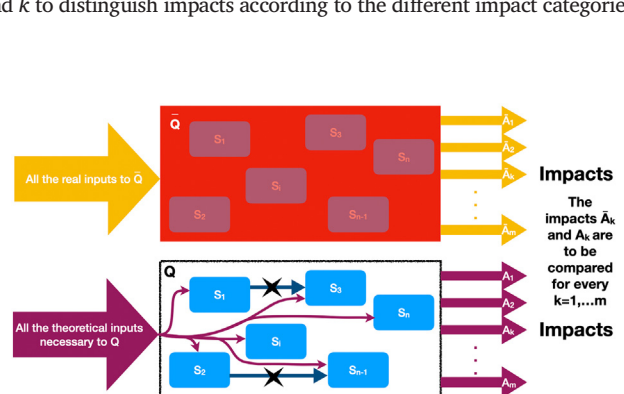 nd k to distinguish impacts according to the different impact categorie
Q̄
S₁
S₃
Sₙ
Sᵢ
S₂
Sₙ₋₁
All the real inputs to Q̄
Ā₁
Ā₂
Āₖ
Āₘ
Impacts
The
impacts Āₖ
and Aₖ are
to be
compared
for every
k=1,...m
Impacts
Q
S₁
S₃
Sₙ
Sᵢ
S₂
Sₙ₋₁
All the theoretical inputs
necessary to Q
A₁
A₂
Aₖ
Aₘ